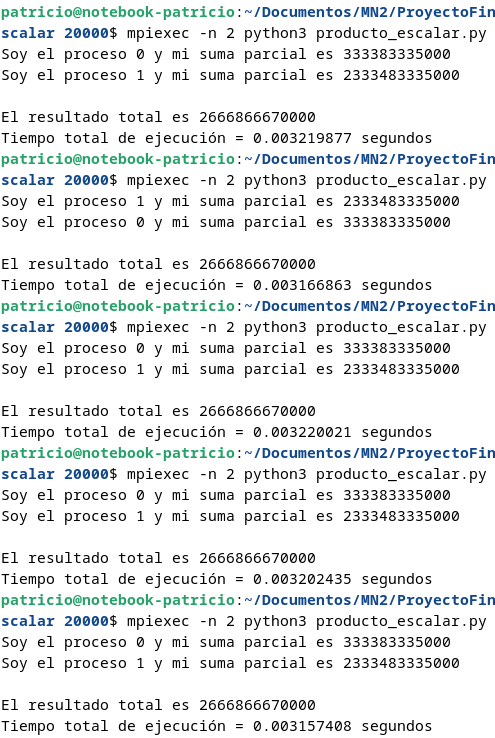 patricio@notebook-patricio:~/Documentos/MN2/ProyectoFin
scalar 20000$ mpiexec -n 2 python3 producto_escalar.py
Soy el proceso 0 y mi suma parcial es 333383335000
Soy el proceso 1 y mi suma parcial es 2333483335000

El resultado total es 2666866670000
Tiempo total de ejecución = 0.003219877 segundos
patricio@notebook-patricio:~/Documentos/MN2/ProyectoFin
scalar 20000$ mpiexec -n 2 python3 producto_escalar.py
Soy el proceso 1 y mi suma parcial es 2333483335000
Soy el proceso 0 y mi suma parcial es 333383335000

El resultado total es 2666866670000
Tiempo total de ejecución = 0.003166863 segundos
patricio@notebook-patricio:~/Documentos/MN2/ProyectoFin
scalar 20000$ mpiexec -n 2 python3 producto_escalar.py
Soy el proceso 0 y mi suma parcial es 333383335000
Soy el proceso 1 y mi suma parcial es 2333483335000

El resultado total es 2666866670000
Tiempo total de ejecución = 0.003220021 segundos
patricio@notebook-patricio:~/Documentos/MN2/ProyectoFin
scalar 20000$ mpiexec -n 2 python3 producto_escalar.py
Soy el proceso 0 y mi suma parcial es 333383335000
Soy el proceso 1 y mi suma parcial es 2333483335000

El resultado total es 2666866670000
Tiempo total de ejecución = 0.003202435 segundos
patricio@notebook-patricio:~/Documentos/MN2/ProyectoFin
scalar 20000$ mpiexec -n 2 python3 producto_escalar.py
Soy el proceso 0 y mi suma parcial es 333383335000
Soy el proceso 1 y mi suma parcial es 2333483335000

El resultado total es 2666866670000
Tiempo total de ejecución = 0.003157408 segundos